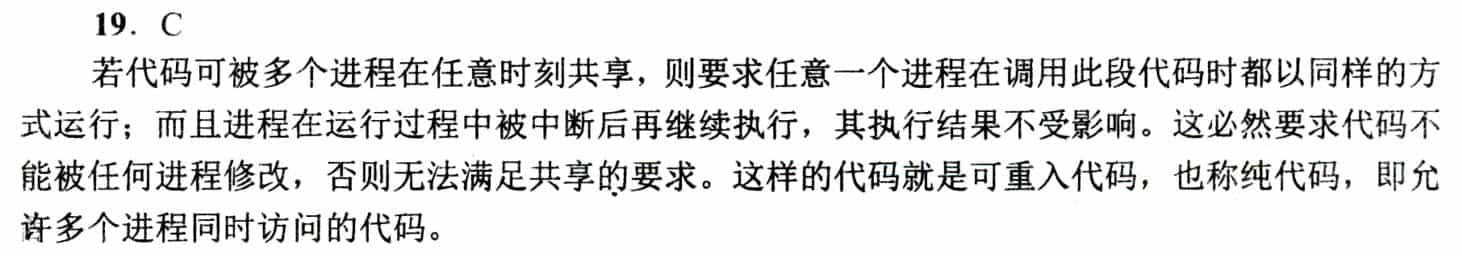 19. C
若代码可被多个进程在任意时刻共享，则要求任意一个进程在调用此段代码时都以同样的方
式运行；而且进程在运行过程中被中断后再继续执行，其执行结果不受影响。这必然要求代码不
能被任何进程修改，否则无法满足共享的要求。这样的代码就是可重入代码，也称纯代码，即允
许多个进程同时访问的代码。